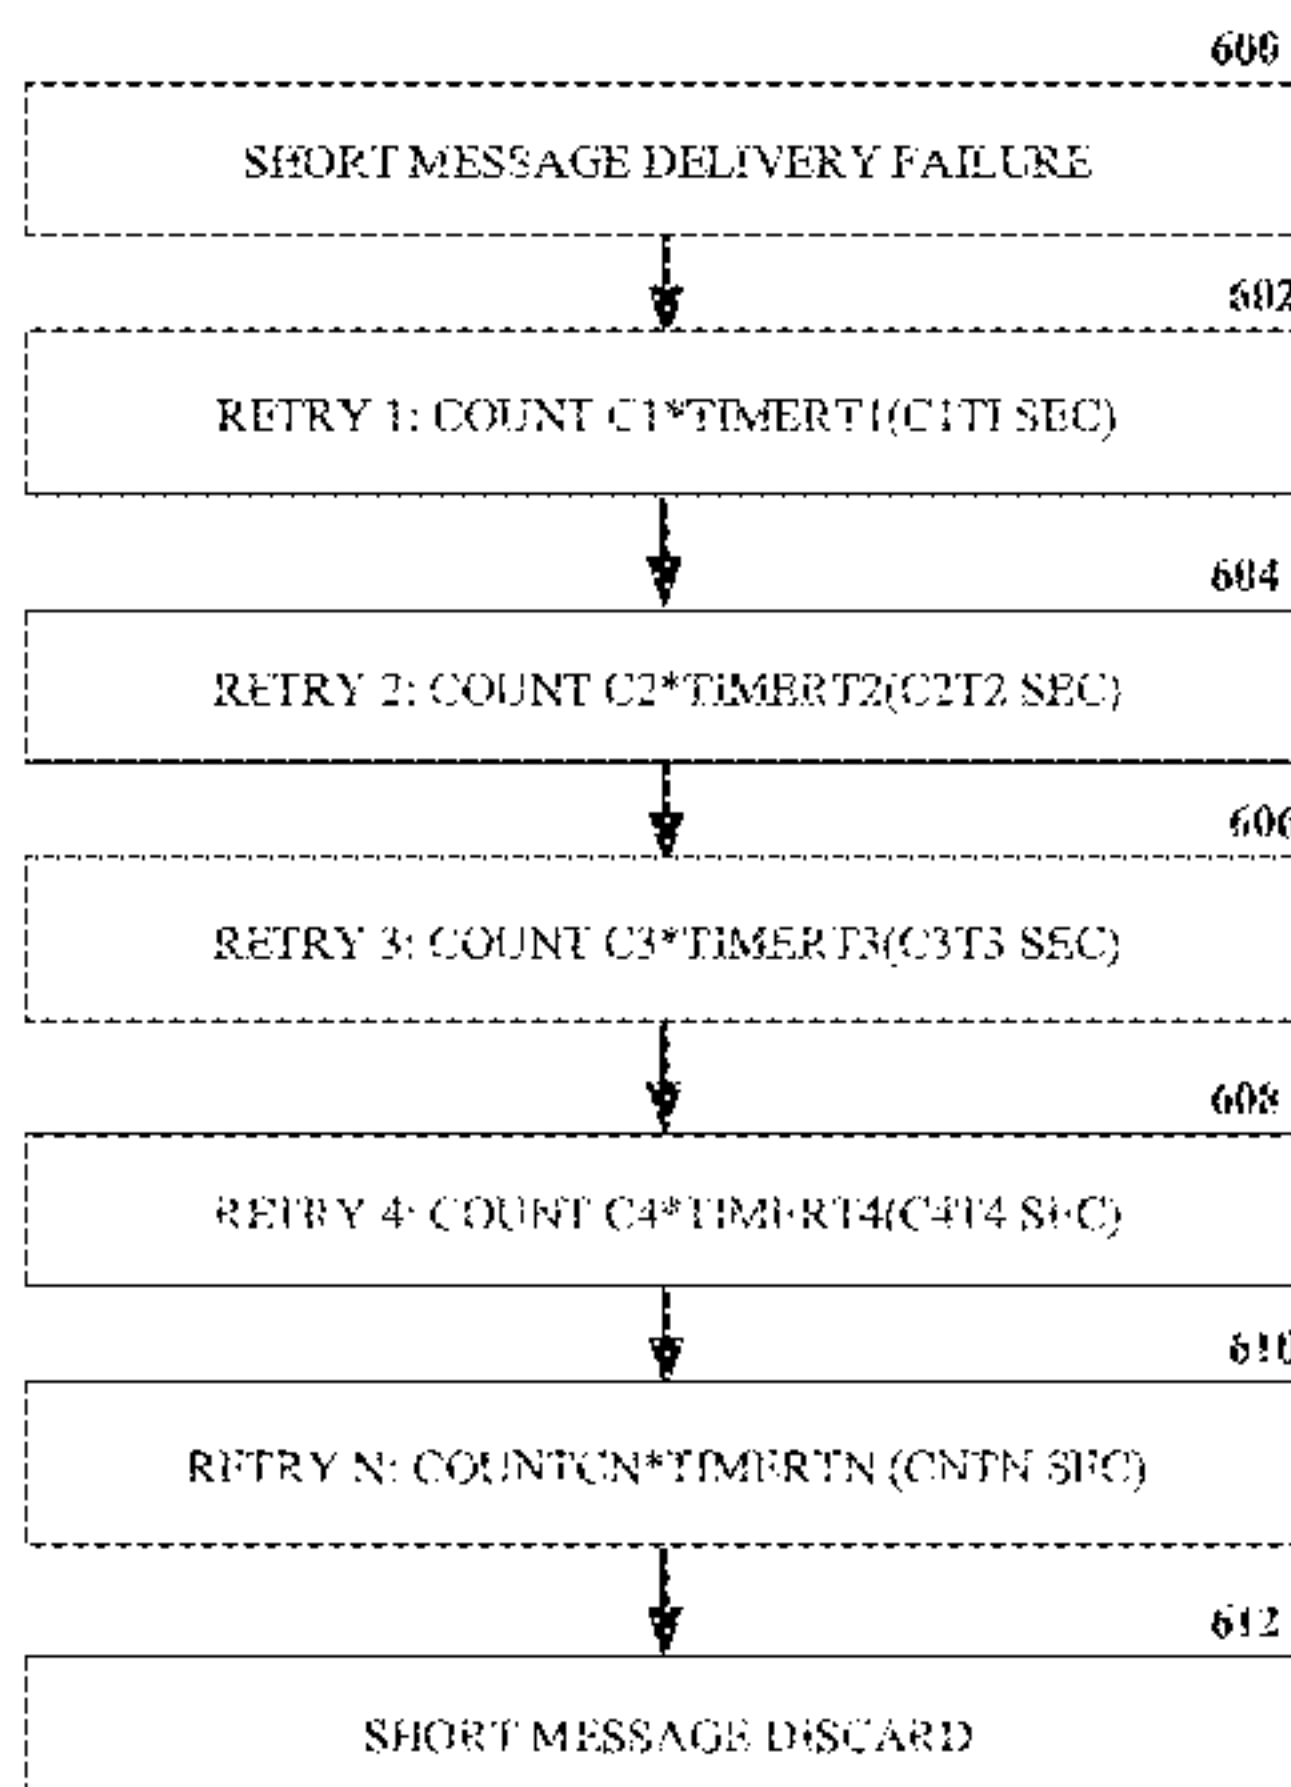 600
SHORT MESSAGE DELIVERY FAILURE
602
RETRY 1: COUNT C1*TIMERT1(C1T1 SEC)
604
RETRY 2: COUNT C2*TIMERT2(C2T2 SEC)
606
RETRY 3: COUNT C3*TIMERT3(C3T3 SEC)
608
RETRY 4: COUNT C4*TIMERT4(C4T4 SEC)
610
RETRY N: COUNTCN*TIMERTN (CNTN SEC)
612
SHORT MESSAGE DISCARD